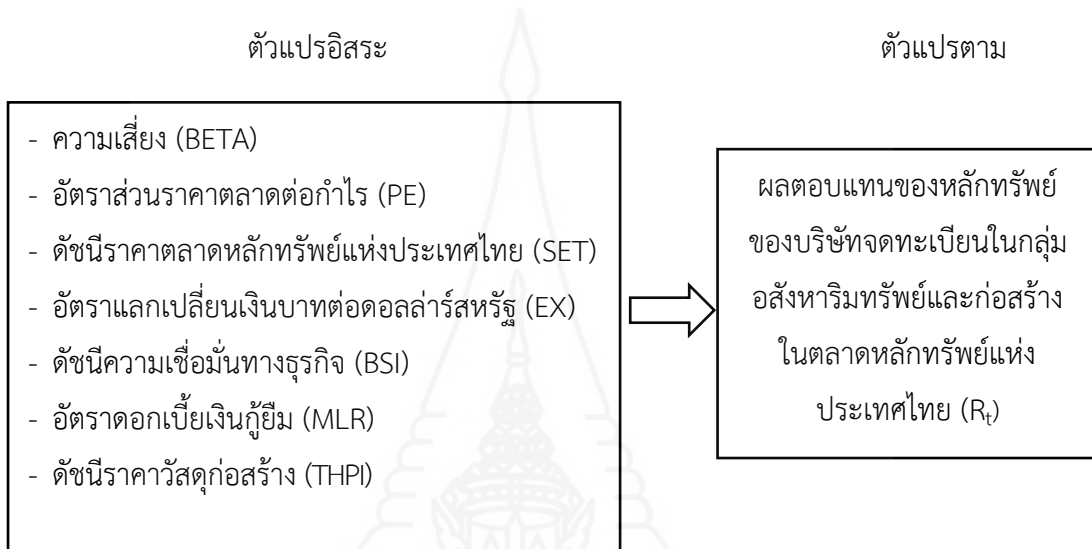 ตัวแปรอิสระ
ตัวแปรตาม
- ความเสี่ยง (BETA)
- อัตราส่วนราคาตลาดต่อกำไร (PE)
- ดัชนีราคาตลาดหลักทรัพย์แห่งประเทศไทย (SET)
- อัตราแลกเปลี่ยนเงินบาทต่อดอลล่าร์สหรัฐ (EX)
- ดัชนีความเชื่อมั่นทางธุรกิจ (BSI)
- อัตราดอกเบี้ยเงินกู้ยืม (MLR)
- ดัชนีราคาวัสดุก่อสร้าง (THPI)
ผลตอบแทนของหลักทรัพย์
ของบริษัทจดทะเบียนในกลุ่ม
อสังหาริมทรัพย์และก่อสร้าง
ในตลาดหลักทรัพย์แห่ง
ประเทศไทย (Rt)